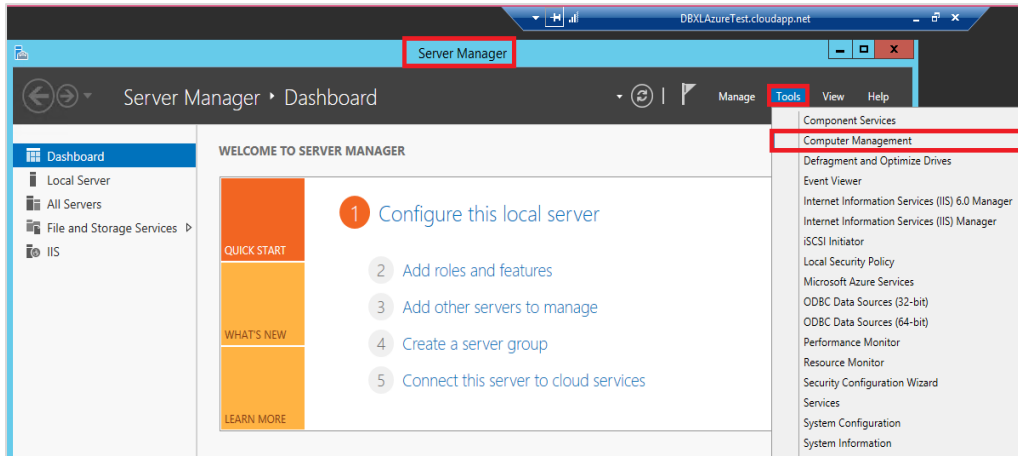 DBXLAzureTest.cloudapp.net
Server Manager
Server Manager • Dashboard
Manage Tools View Help
Dashboard
Local Server
All Servers
File and Storage Services
IIS
WELCOME TO SERVER MANAGER
QUICK START
WHAT'S NEW
LEARN MORE
1 Configure this local server
2 Add roles and features
3 Add other servers to manage
4 Create a server group
5 Connect this server to cloud services
Component Services
Computer Management
Defragment and Optimize Drives
Event Viewer
Internet Information Services (IIS) 6.0 Manager
Internet Information Services (IIS) Manager
iSCSI Initiator
Local Security Policy
Microsoft Azure Services
ODBC Data Sources (32-bit)
ODBC Data Sources (64-bit)
Performance Monitor
Resource Monitor
Security Configuration Wizard
Services
System Configuration
System Information